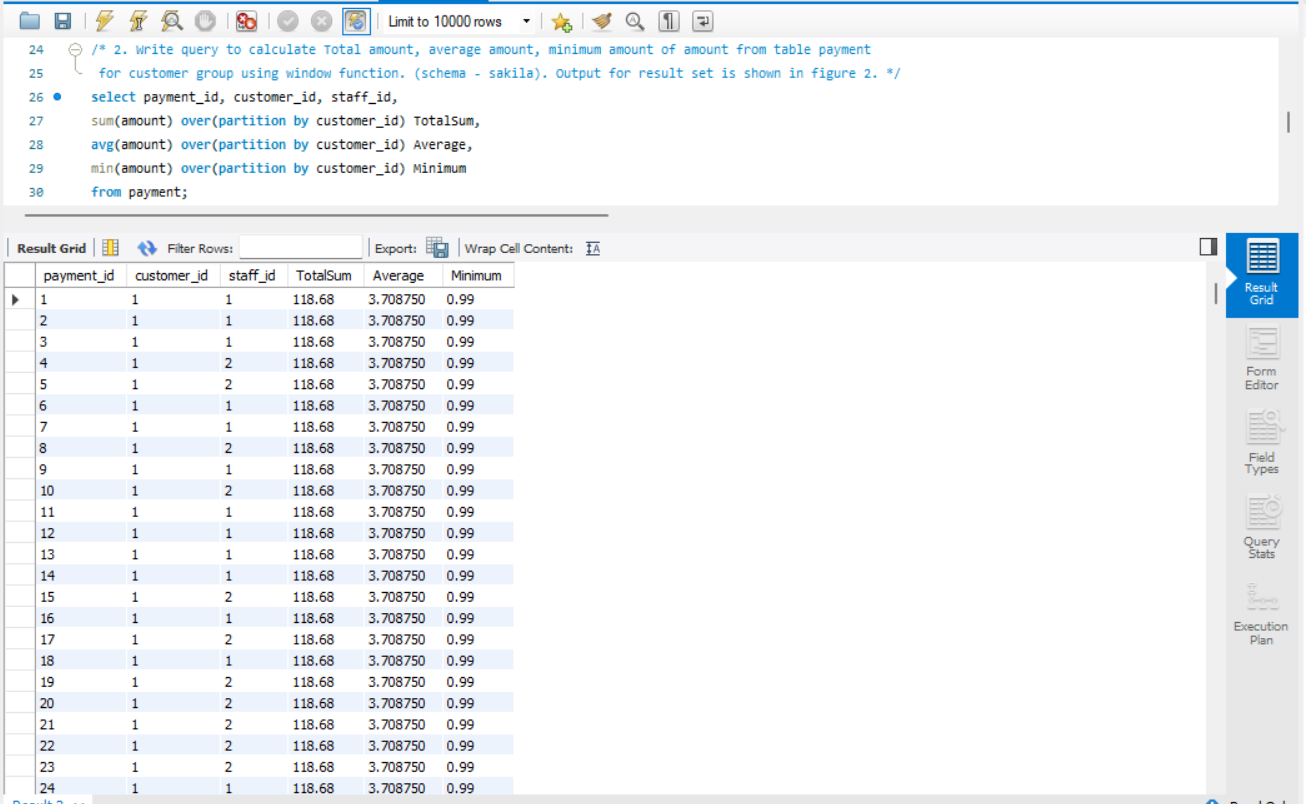 Limit to 10000 rows
24 /* 2. Write query to calculate Total amount, average amount, minimum amount of amount from table payment
25 for customer group using window function. (schema - sakila). Output for result set is shown in figure 2. */
26 select payment_id, customer_id, staff_id,
27 sum(amount) over(partition by customer_id) TotalSum,
28 avg(amount) over(partition by customer_id) Average,
29 min(amount) over(partition by customer_id) Minimum
30 from payment;
Result Grid Filter Rows: Export: Wrap Cell Content: IA
payment_id customer_id staff_id TotalSum Average Minimum
1 1 1 118.68 3.708750 0.99
2 1 1 118.68 3.708750 0.99
3 1 1 118.68 3.708750 0.99
4 1 2 118.68 3.708750 0.99
5 1 2 118.68 3.708750 0.99
6 1 1 118.68 3.708750 0.99
7 1 1 118.68 3.708750 0.99
8 1 2 118.68 3.708750 0.99
9 1 1 118.68 3.708750 0.99
10 1 2 118.68 3.708750 0.99
11 1 1 118.68 3.708750 0.99
12 1 1 118.68 3.708750 0.99
13 1 1 118.68 3.708750 0.99
14 1 1 118.68 3.708750 0.99
15 1 2 118.68 3.708750 0.99
16 1 1 118.68 3.708750 0.99
17 1 2 118.68 3.708750 0.99
18 1 1 118.68 3.708750 0.99
19 1 2 118.68 3.708750 0.99
20 1 2 118.68 3.708750 0.99
21 1 2 118.68 3.708750 0.99
22 1 2 118.68 3.708750 0.99
23 1 2 118.68 3.708750 0.99
24 1 1 118.68 3.708750 0.99
Result
Grid
Form
Editor
Field
Types
Query
Stats
Execution
Plan